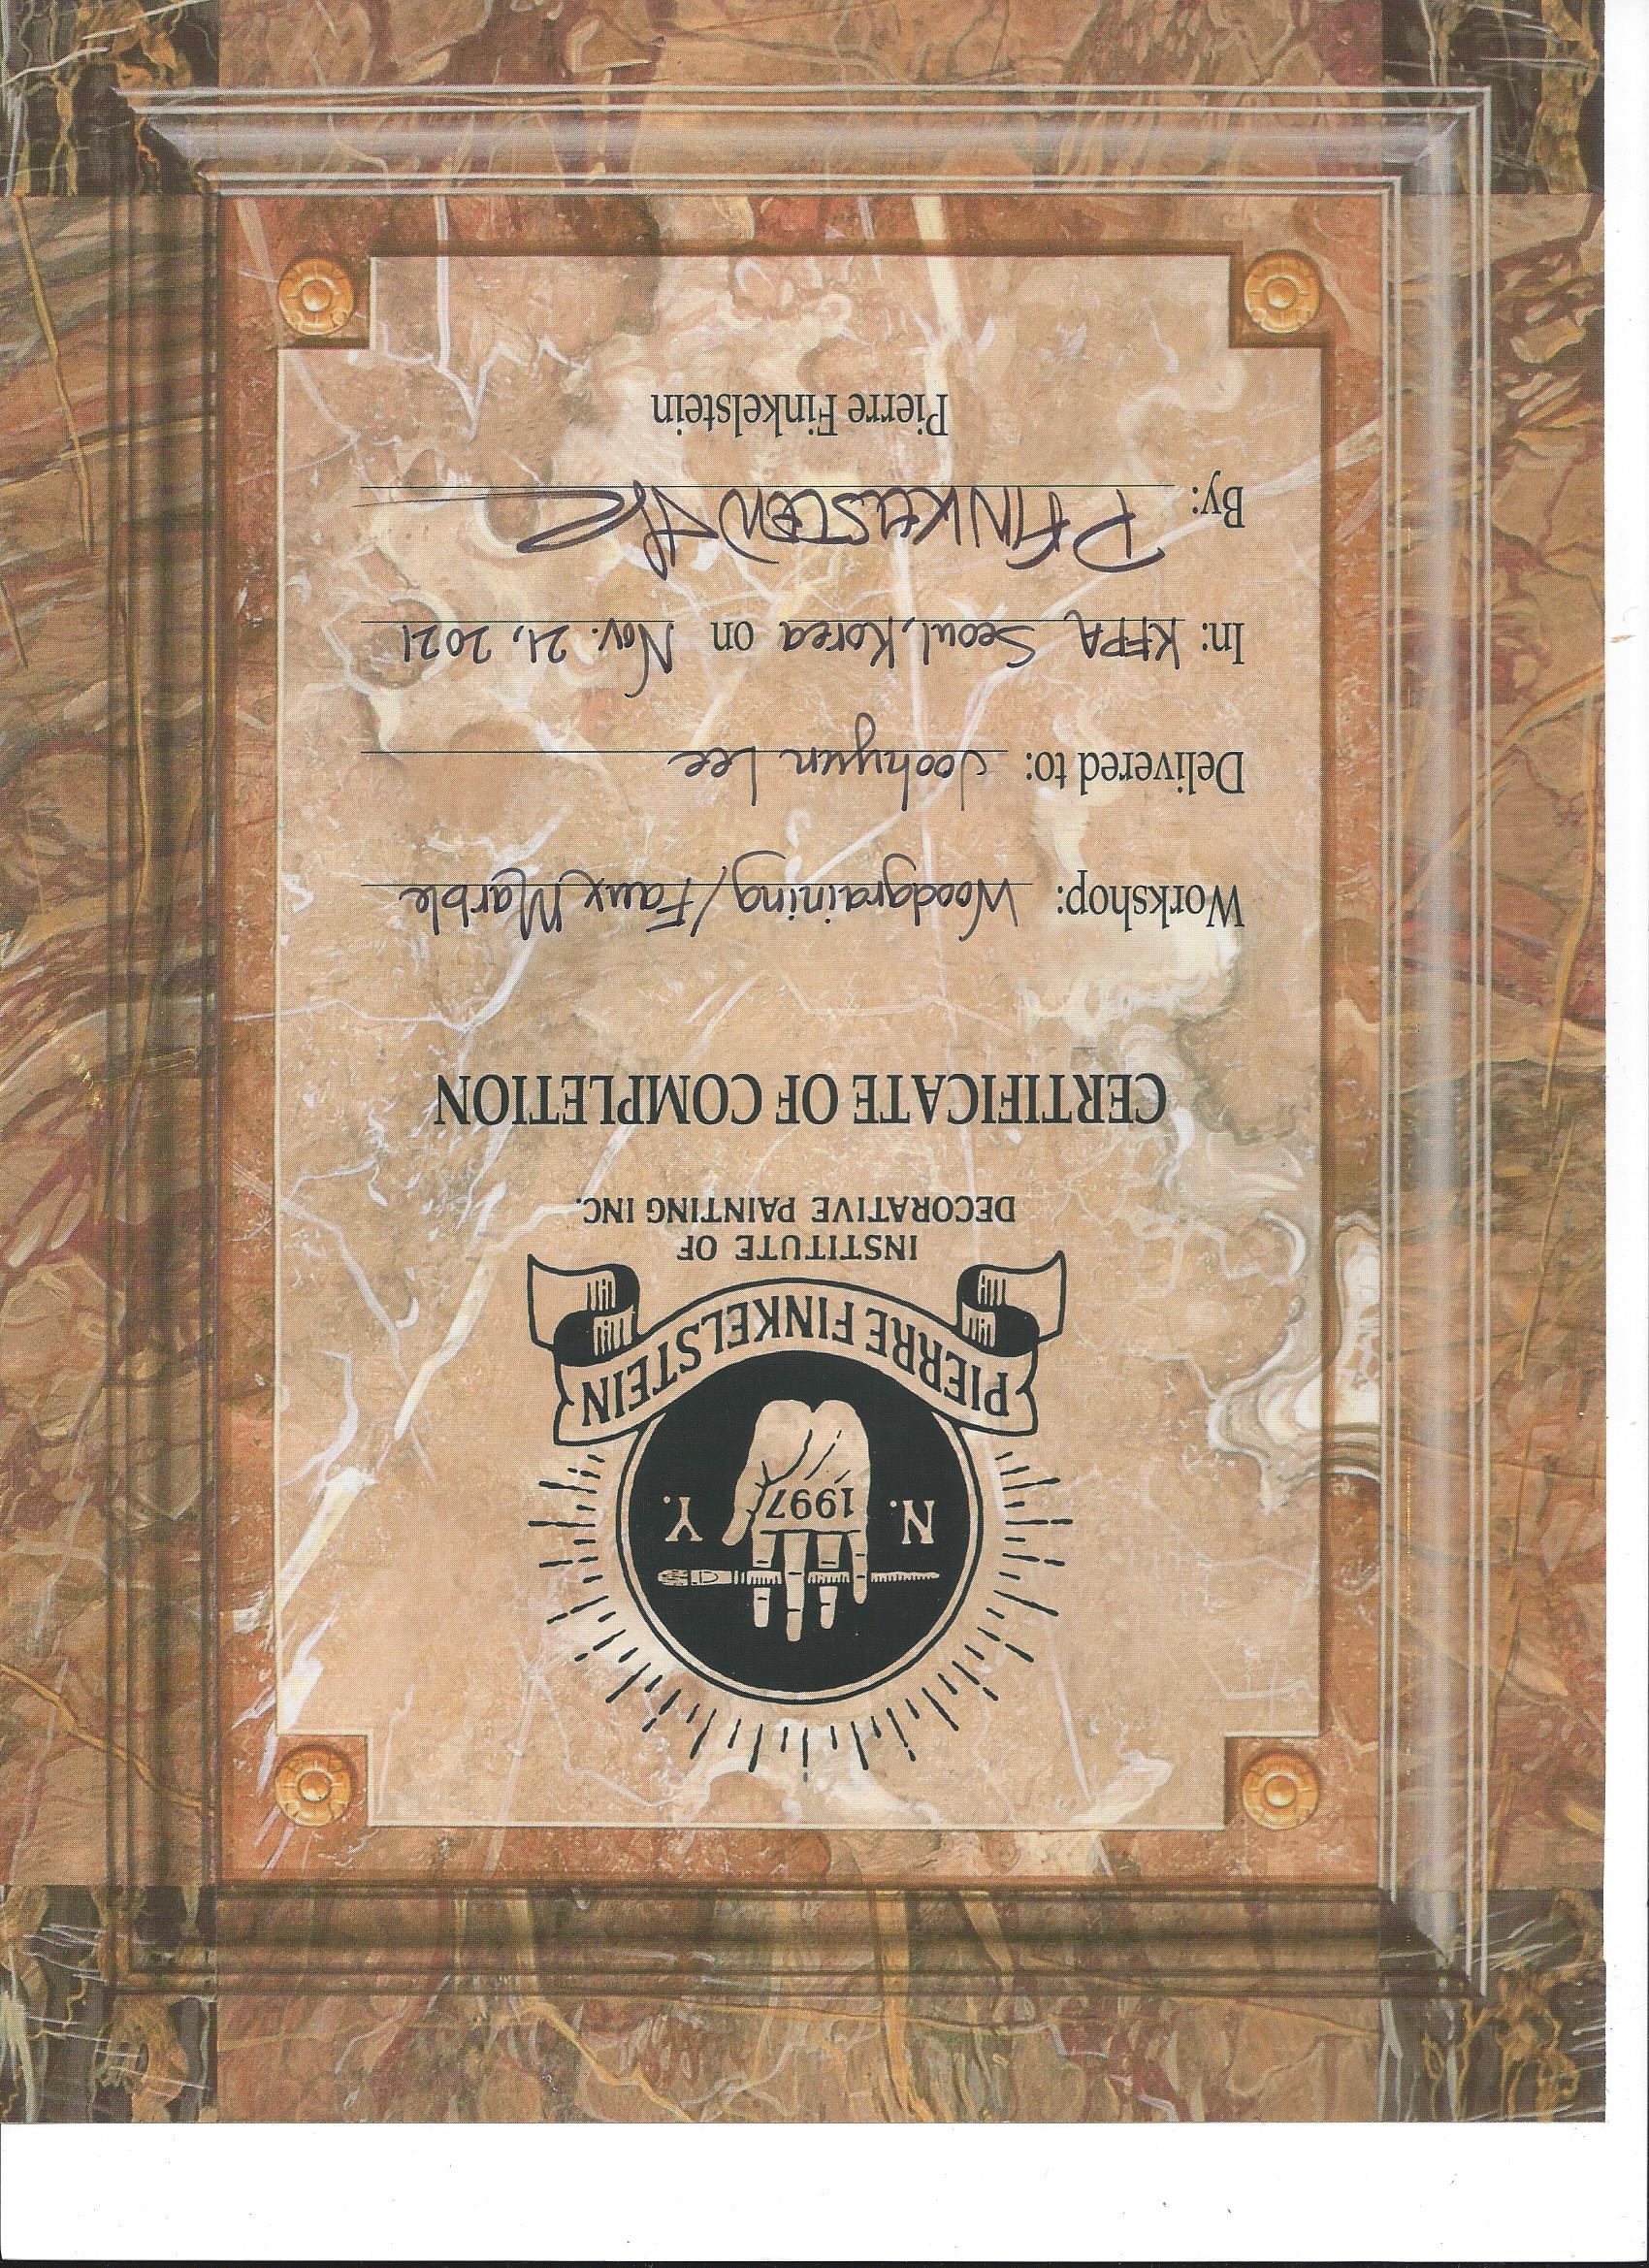 N. 1997 Y.
PIERRE FINKELSTEIN
INSTITUTE OF
DECORATIVE PAINTING INC.
CERTIFICATE OF COMPLETION
Workshop: Woodgraining/Faux Marble
Delivered to: Joohyun Lee
In: KFPA Seoul, Korea on Nov. 21, 2021
By: P FINKELSTEIN
Pierre Finkelstein